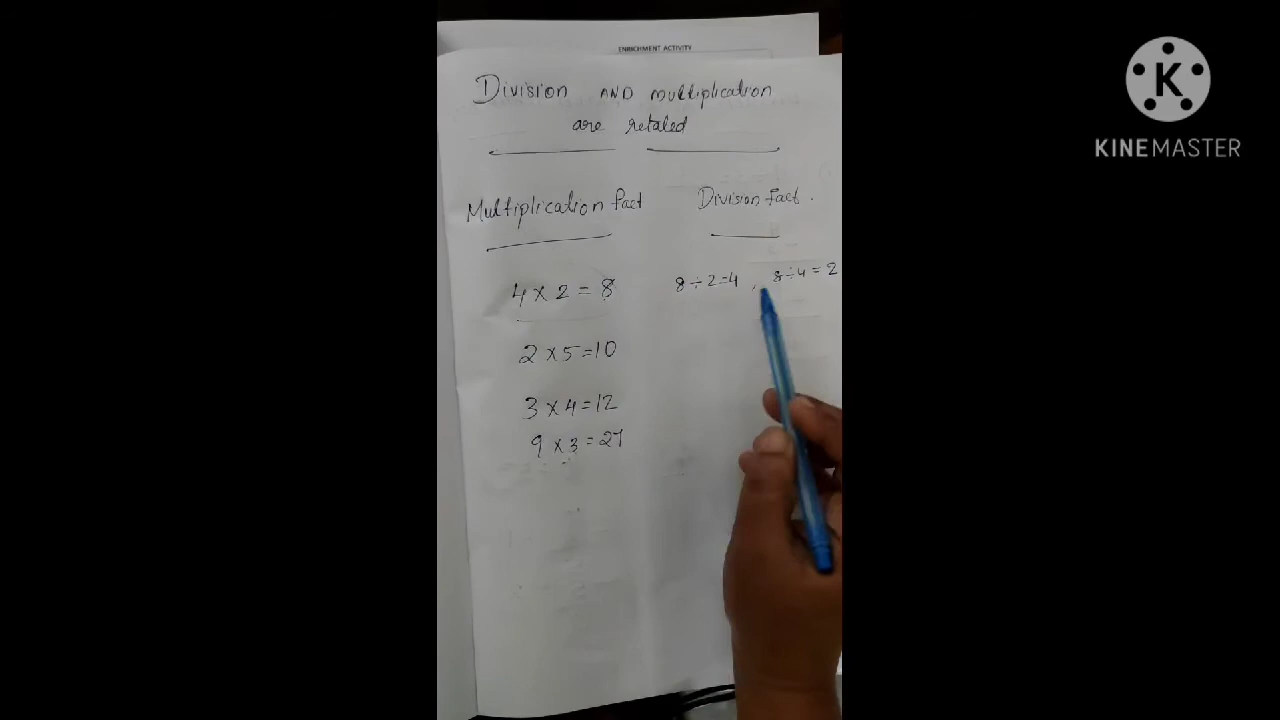 ENRICHMENT ACTIVITY
Division AND multiplication
are retaled
Multiplication fact Division fact.
4 × 2 = 8 8 ÷ 2 = 4 , 8 ÷ 4 = 2
2 × 5 = 10
3 × 4 = 12
9 × 3 = 27
K
KINEMASTER